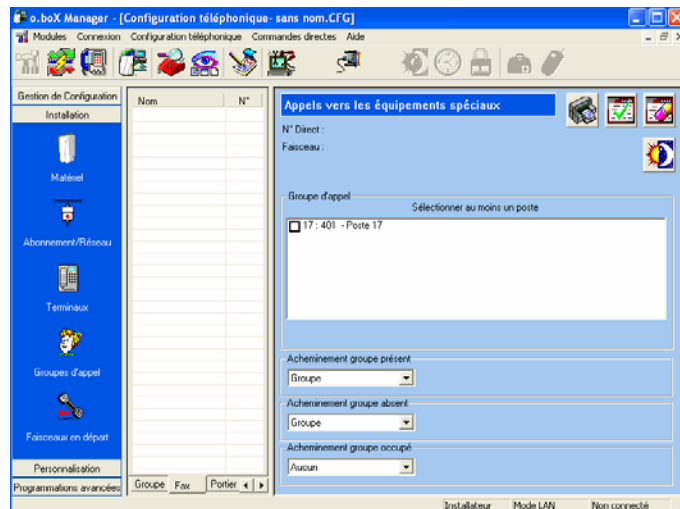 o.boX Manager - [Configuration téléphonique- sans nom.CFG]
Modules Connexion Configuration téléphonique Commandes directes Aide
Gestion de Configuration
Installation
Matériel
Abonnement/Réseau
Terminaux
Groupes d'appel
Faisceaux en départ
Personnalisation
Programmations avancées
Nom N°
Groupe Fax Portier
Appels vers les équipements spéciaux
N° Direct :
Faisceau :
Groupe d'appel
Sélectionner au moins un poste
17 : 401 - Poste 17
Acheminement groupe présent
Groupe
Acheminement groupe absent
Groupe
Acheminement groupe occupé
Aucun
Installateur Mode LAN Non connecté